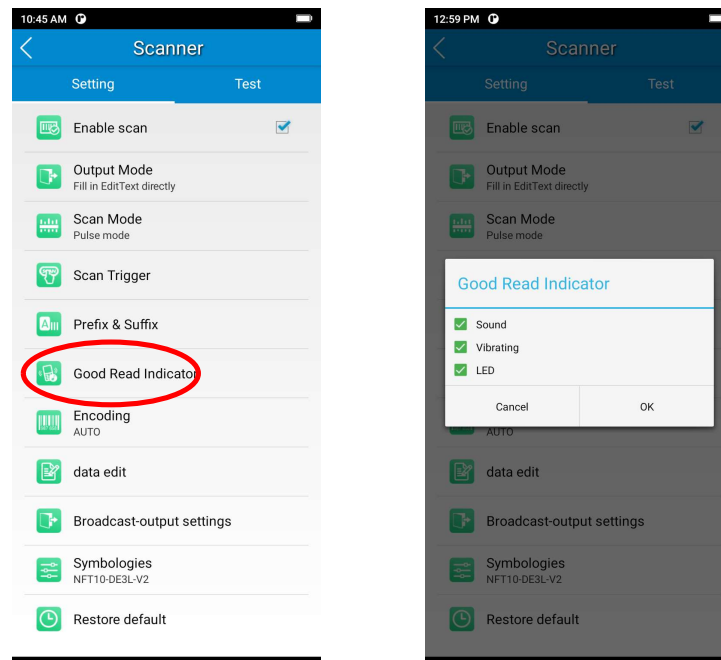 10:45 AM
Scanner
Setting Test
Enable scan
Output Mode
Fill in EditText directly
Scan Mode
Pulse mode
Scan Trigger
Prefix & Suffix
Good Read Indicator
Encoding
AUTO
data edit
Broadcast-output settings
Symbologies
NFT10-DE3L-V2
Restore default
12:59 PM
Scanner
Setting Test
Enable scan
Output Mode
Fill in EditText directly
Scan Mode
Pulse mode
Good Read Indicator
Sound
Vibrating
LED
Cancel OK
AUTO
data edit
Broadcast-output settings
Symbologies
NFT10-DE3L-V2
Restore default